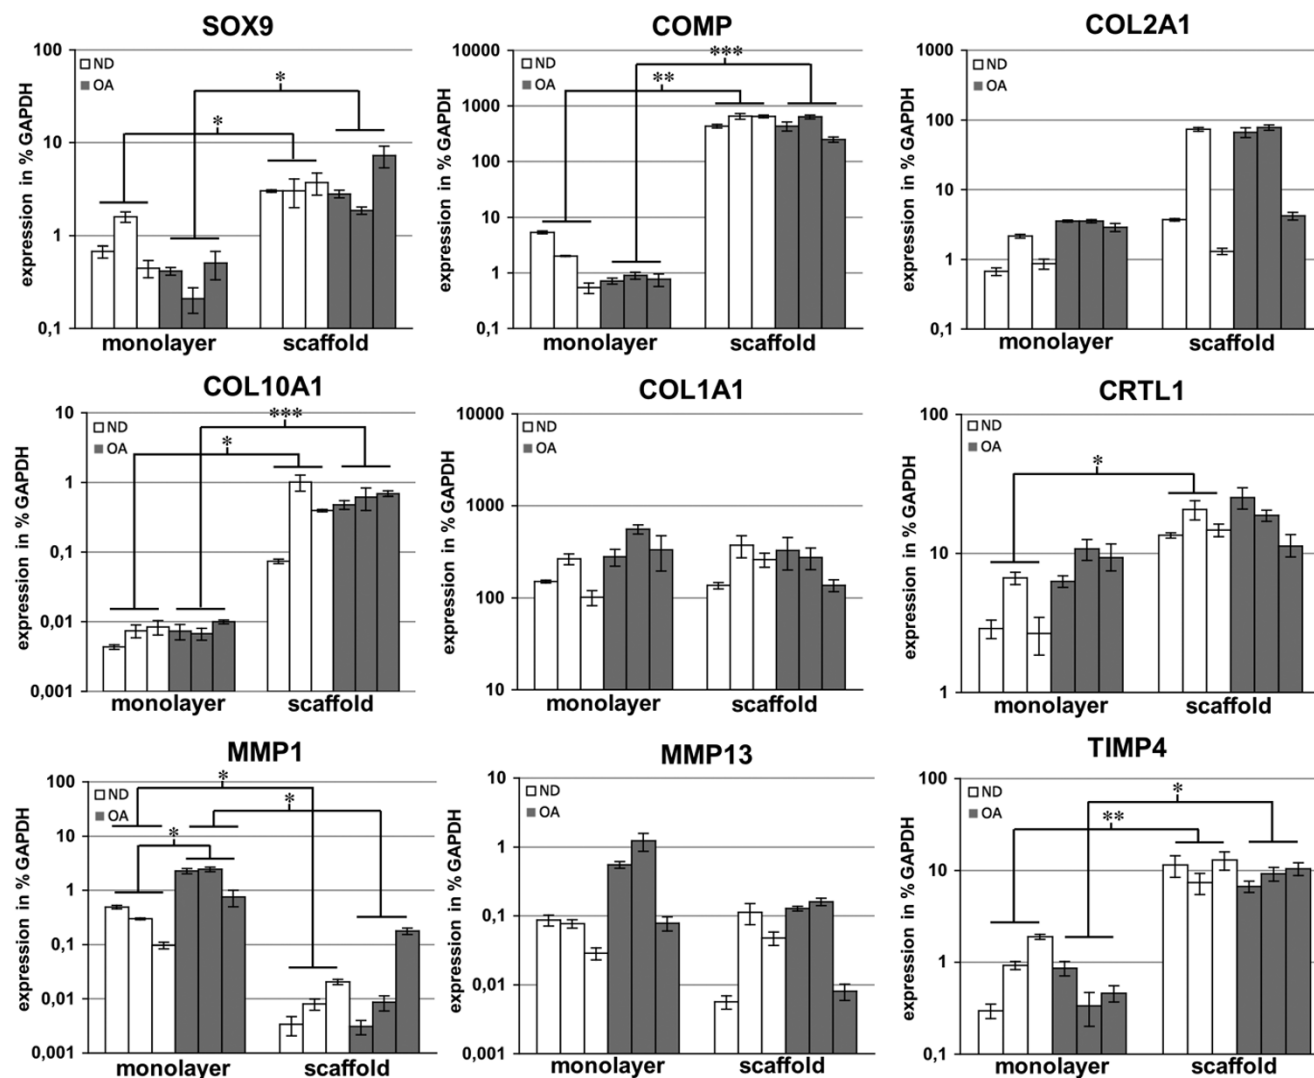 SOX9
100
10
1
0,1
expression in % GAPDH
ND
OA
*
*
monolayer
scaffold
COMP
10000
1000
100
10
1
0,1
expression in % GAPDH
ND
OA
***
**
monolayer
scaffold
COL2A1
1000
100
10
1
0,1
expression in % GAPDH
ND
OA
monolayer
scaffold
COL10A1
10
1
0,1
0,01
0,001
expression in % GAPDH
ND
OA
***
*
monolayer
scaffold
COL1A1
10000
1000
100
10
expression in % GAPDH
ND
OA
monolayer
scaffold
CRTL1
100
10
1
expression in % GAPDH
ND
OA
*
monolayer
scaffold
MMP1
100
10
1
0,1
0,01
0,001
expression in % GAPDH
ND
OA
*
*
*
monolayer
scaffold
MMP13
10
1
0,1
0,01
0,001
expression in % GAPDH
ND
OA
monolayer
scaffold
TIMP4
100
10
1
0,1
expression in % GAPDH
ND
OA
*
**
monolayer
scaffold